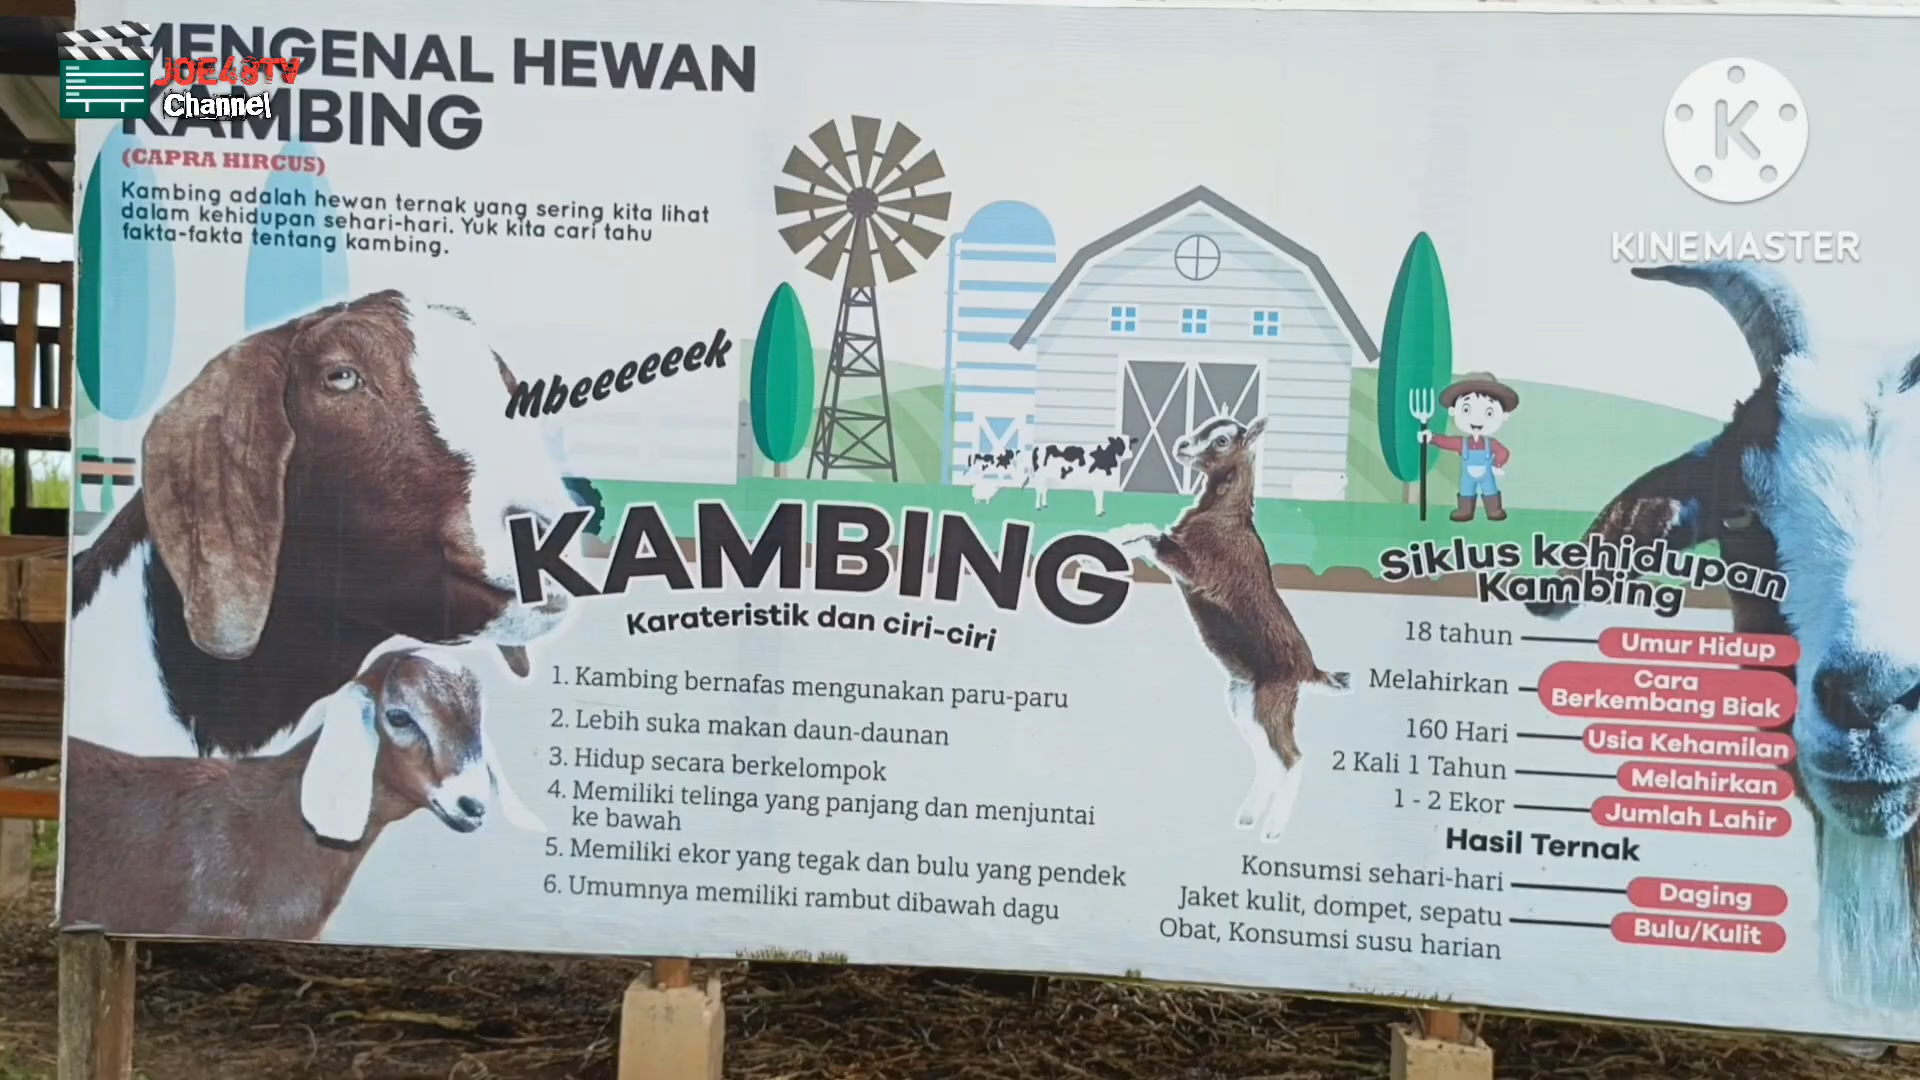 MENGENAL HEWAN
KAMBING
JOE48TV
Channel
(CAPRA HIRCUS)
Kambing adalah hewan ternak yang sering kita lihat
dalam kehidupan sehari-hari. Yuk kita cari tahu
fakta-fakta tentang kambing.
K
KINEMASTER
Mbeeeeeek
KAMBING
Karateristik dan ciri-ciri
1. Kambing bernafas mengunakan paru-paru
2. Lebih suka makan daun-daunan
3. Hidup secara berkelompok
4. Memiliki telinga yang panjang dan menjuntai
ke bawah
5. Memiliki ekor yang tegak dan bulu yang pendek
6. Umumnya memiliki rambut dibawah dagu
Siklus kehidupan
Kambing
18 tahun Umur Hidup
Melahirkan Cara
Berkembang Biak
160 Hari Usia Kehamilan
2 Kali 1 Tahun Melahirkan
1 - 2 Ekor Jumlah Lahir
Hasil Ternak
Konsumsi sehari-hari Daging
Jaket kulit, dompet, sepatu Bulu/Kulit
Obat, Konsumsi susu harian